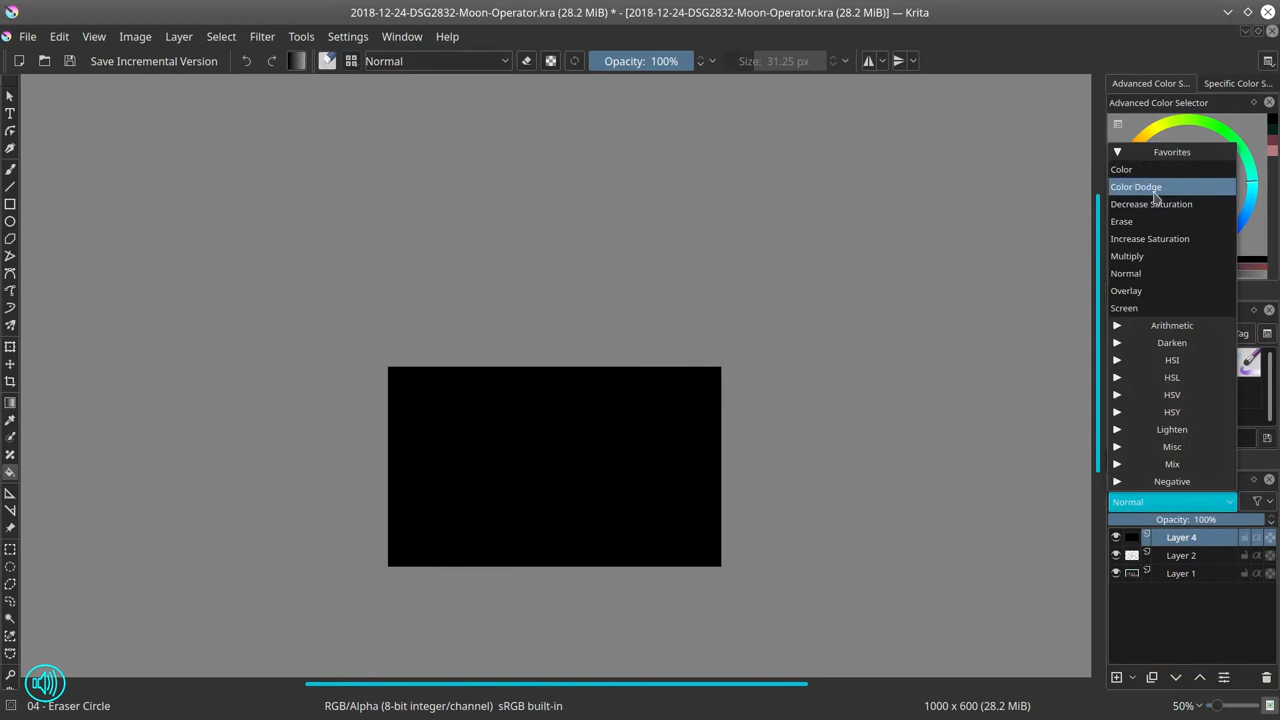 2018-12-24-DSG2832-Moon-Operator.kra (28.2 MiB) * - [2018-12-24-DSG2832-Moon-Operator.kra (28.2 MiB)] — Krita
File Edit View Image Layer Select Filter Tools Settings Window Help
Save Incremental Version Normal Opacity: 100% Size: 31.25 px
Advanced Color S... Specific Color S...
Advanced Color Selector
Favorites
Color
Color Dodge
Decrease Saturation
Erase
Increase Saturation
Multiply
Normal
Overlay
Screen
Arithmetic
Tag
Darken
HSI
HSL
HSV
HSY
Lighten
Misc
Mix
Negative
Normal
Opacity: 100%
Layer 4
Layer 2
Layer 1
04 - Eraser Circle RGB/Alpha (8-bit integer/channel) sRGB built-in 1000 x 600 (28.2 MiB) 50%